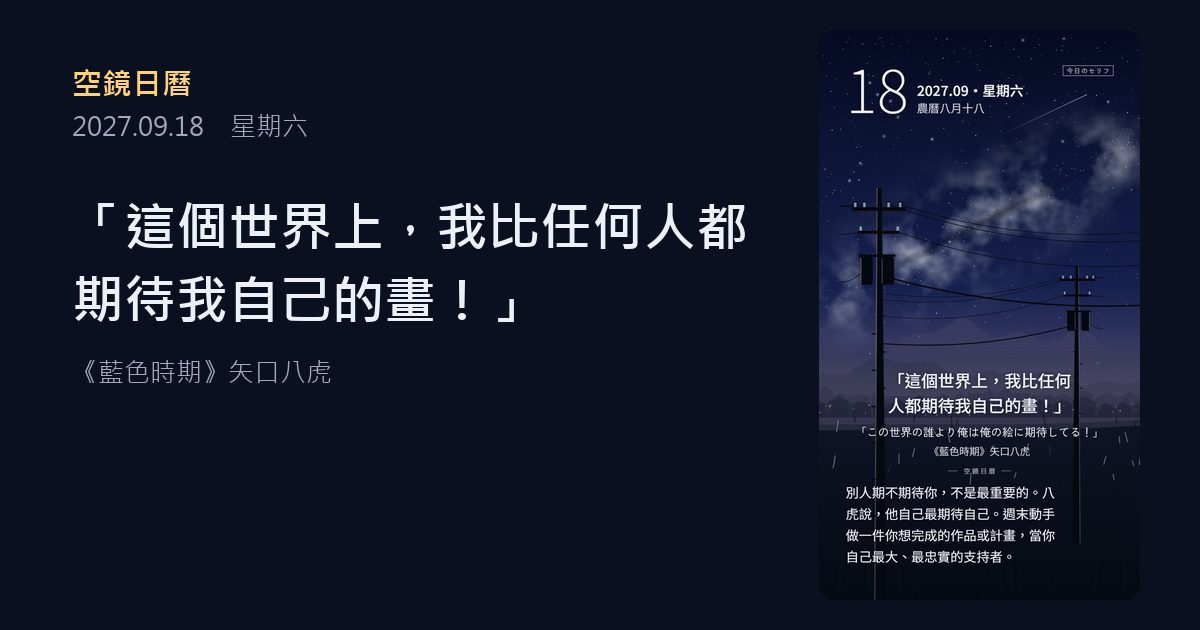 空鏡日曆
2027.09.18　星期六
「這個世界上，我比任何人都
期待我自己的畫！」
《藍色時期》矢口八虎
今日のセリフ
18
2027.09・星期六
農曆八月十八
「這個世界上，我比任何
人都期待我自己的畫！」
「この世界の誰より俺は俺の絵に期待してる！」
《藍色時期》矢口八虎
— 空鏡日曆 —
別人期不期待你，不是最重要的。八
虎說，他自己最期待自己。週末動手
做一件你想完成的作品或計畫，當你
自己最大、最忠實的支持者。